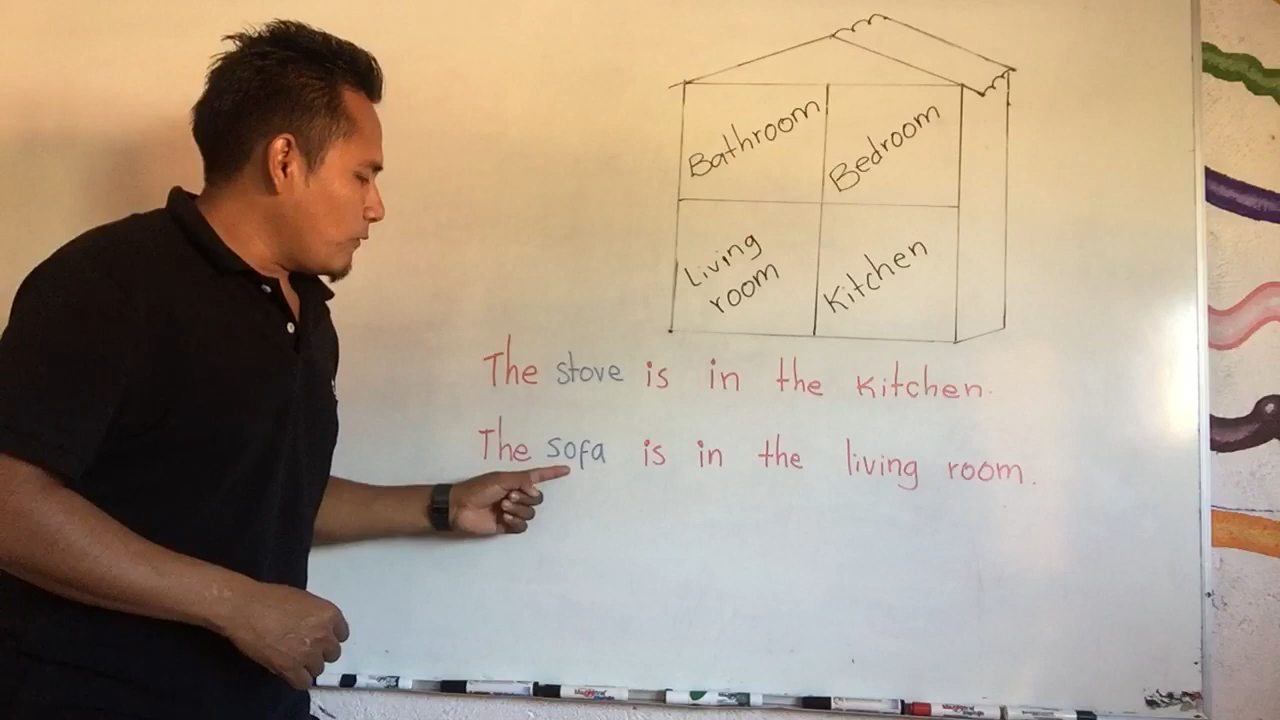 Bathroom
Bedroom
Living
room
Kitchen
The stove is in the kitchen.
The sofa is in the living room.